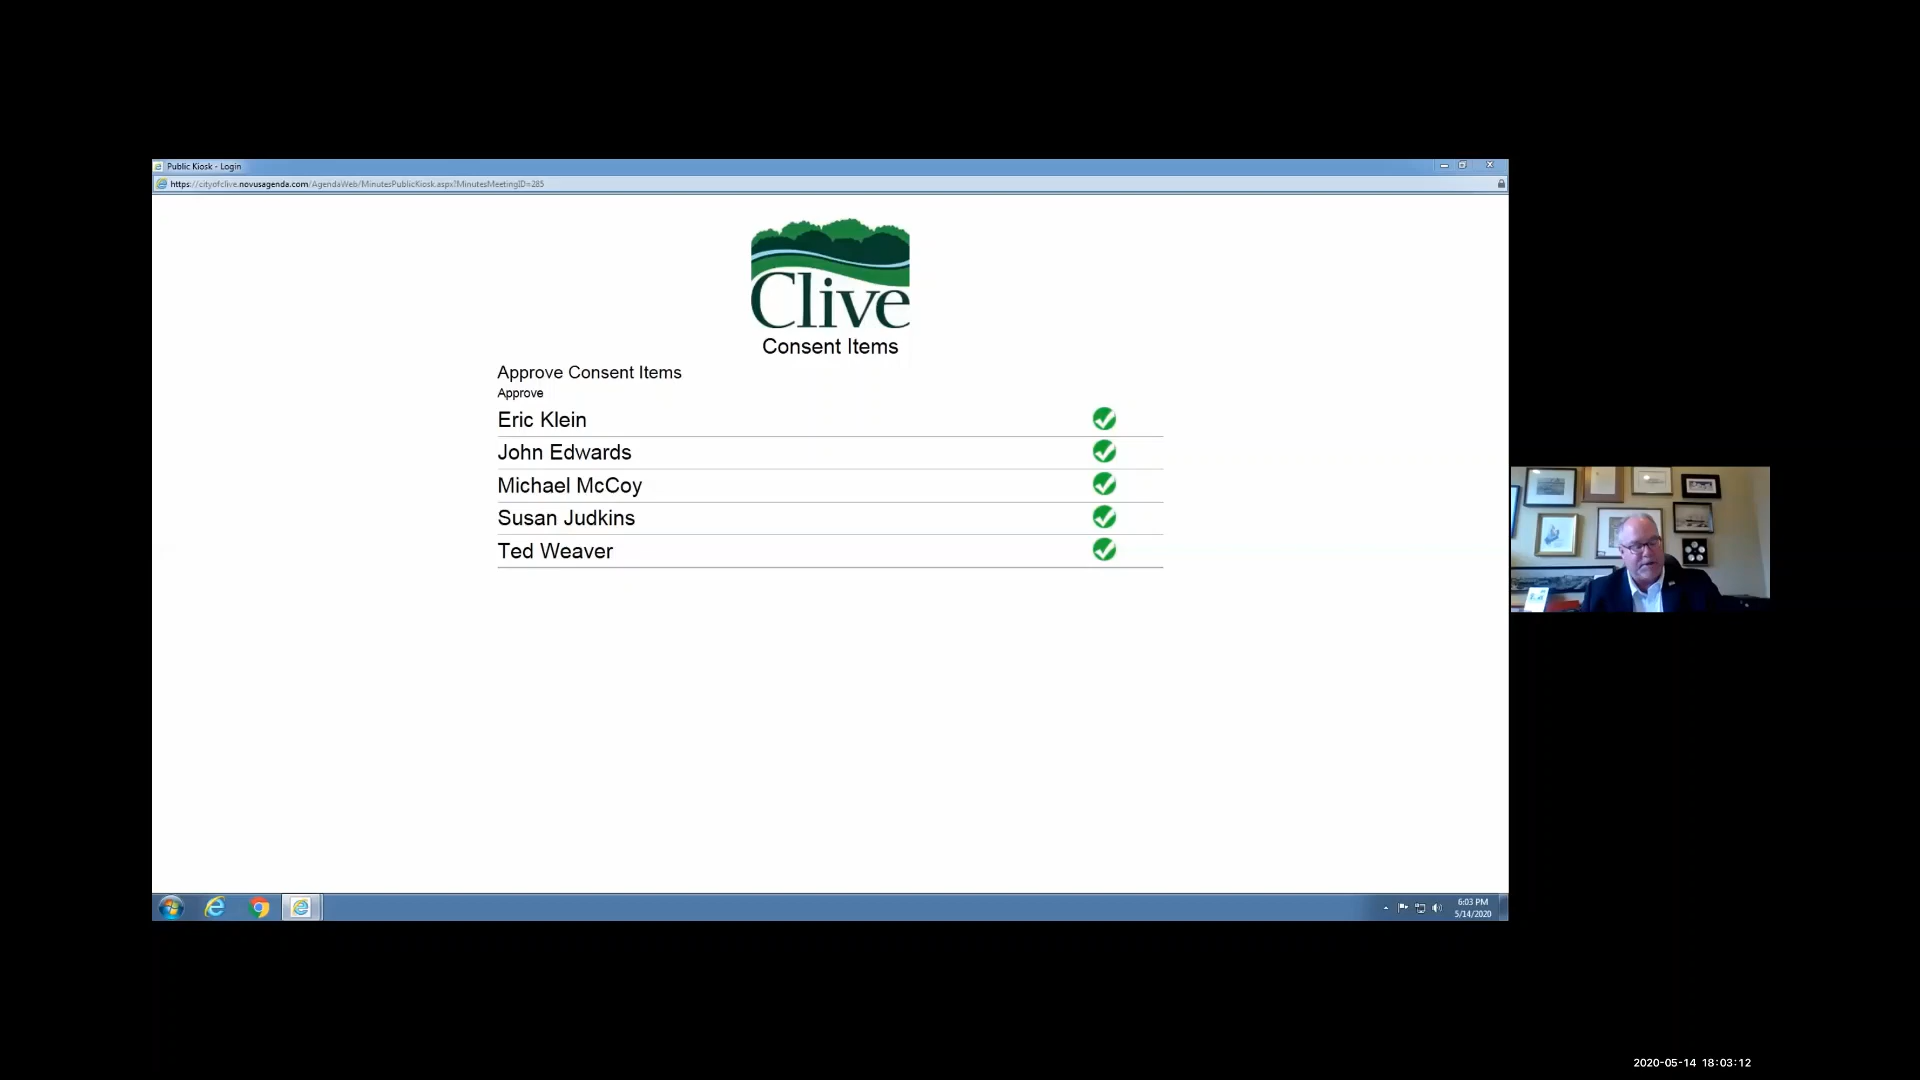 Public Kiosk - Login
https://cityofclive.novusagenda.com/AgendaWeb/MinutesPublicKiosk.aspx?MinutesMeetingID=285
Clive
Consent Items
Approve Consent Items
Approve
Eric Klein
John Edwards
Michael McCoy
Susan Judkins
Ted Weaver
6:03 PM
5/14/2020
2020-05-14 18:03:12